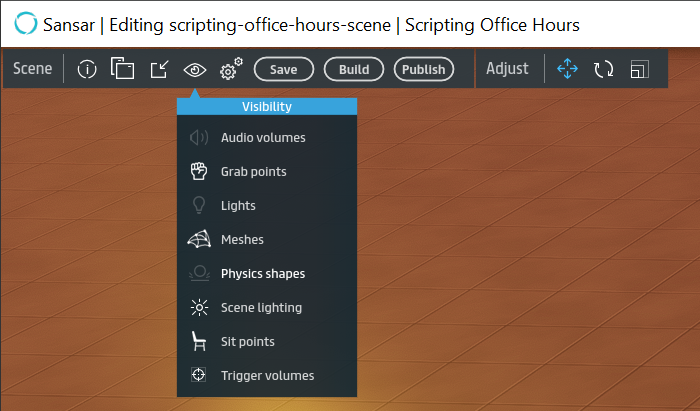 Sansar | Editing scripting-office-hours-scene | Scripting Office Hours
Scene Save Build Publish Adjust
Visibility
Audio volumes
Grab points
Lights
Meshes
Physics shapes
Scene lighting
Sit points
Trigger volumes